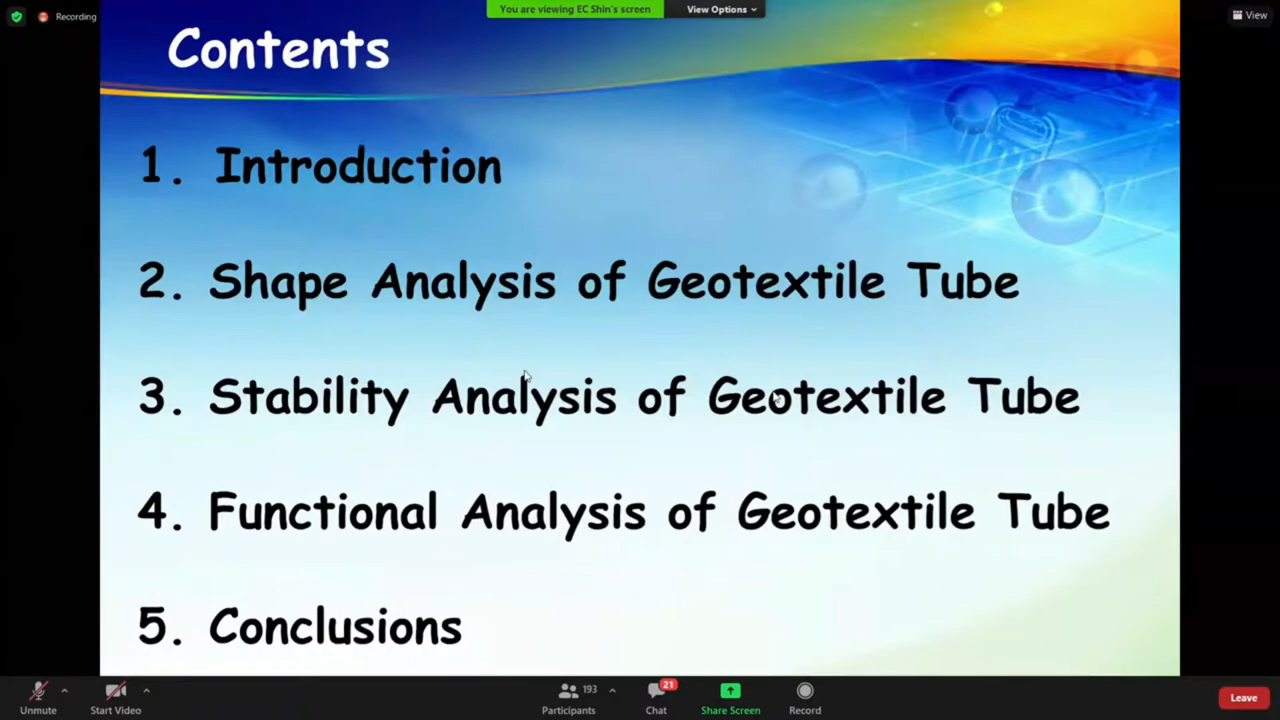 Recording
You are viewing EC Shin's screen
View Options
View
Contents
1. Introduction
2. Shape Analysis of Geotextile Tube
3. Stability Analysis of Geotextile Tube
4. Functional Analysis of Geotextile Tube
5. Conclusions
Unmute
Start Video
193
Participants
21
Chat
Share Screen
Record
Leave